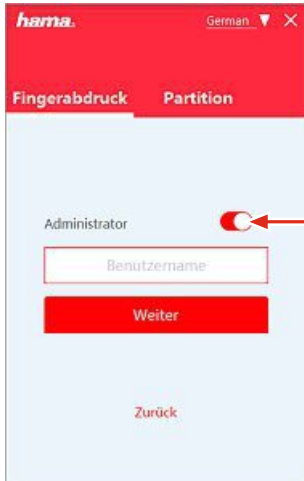 hama.
German
Fingerabdruck Partition
Administrator
Benutzername
Weiter
Zurück